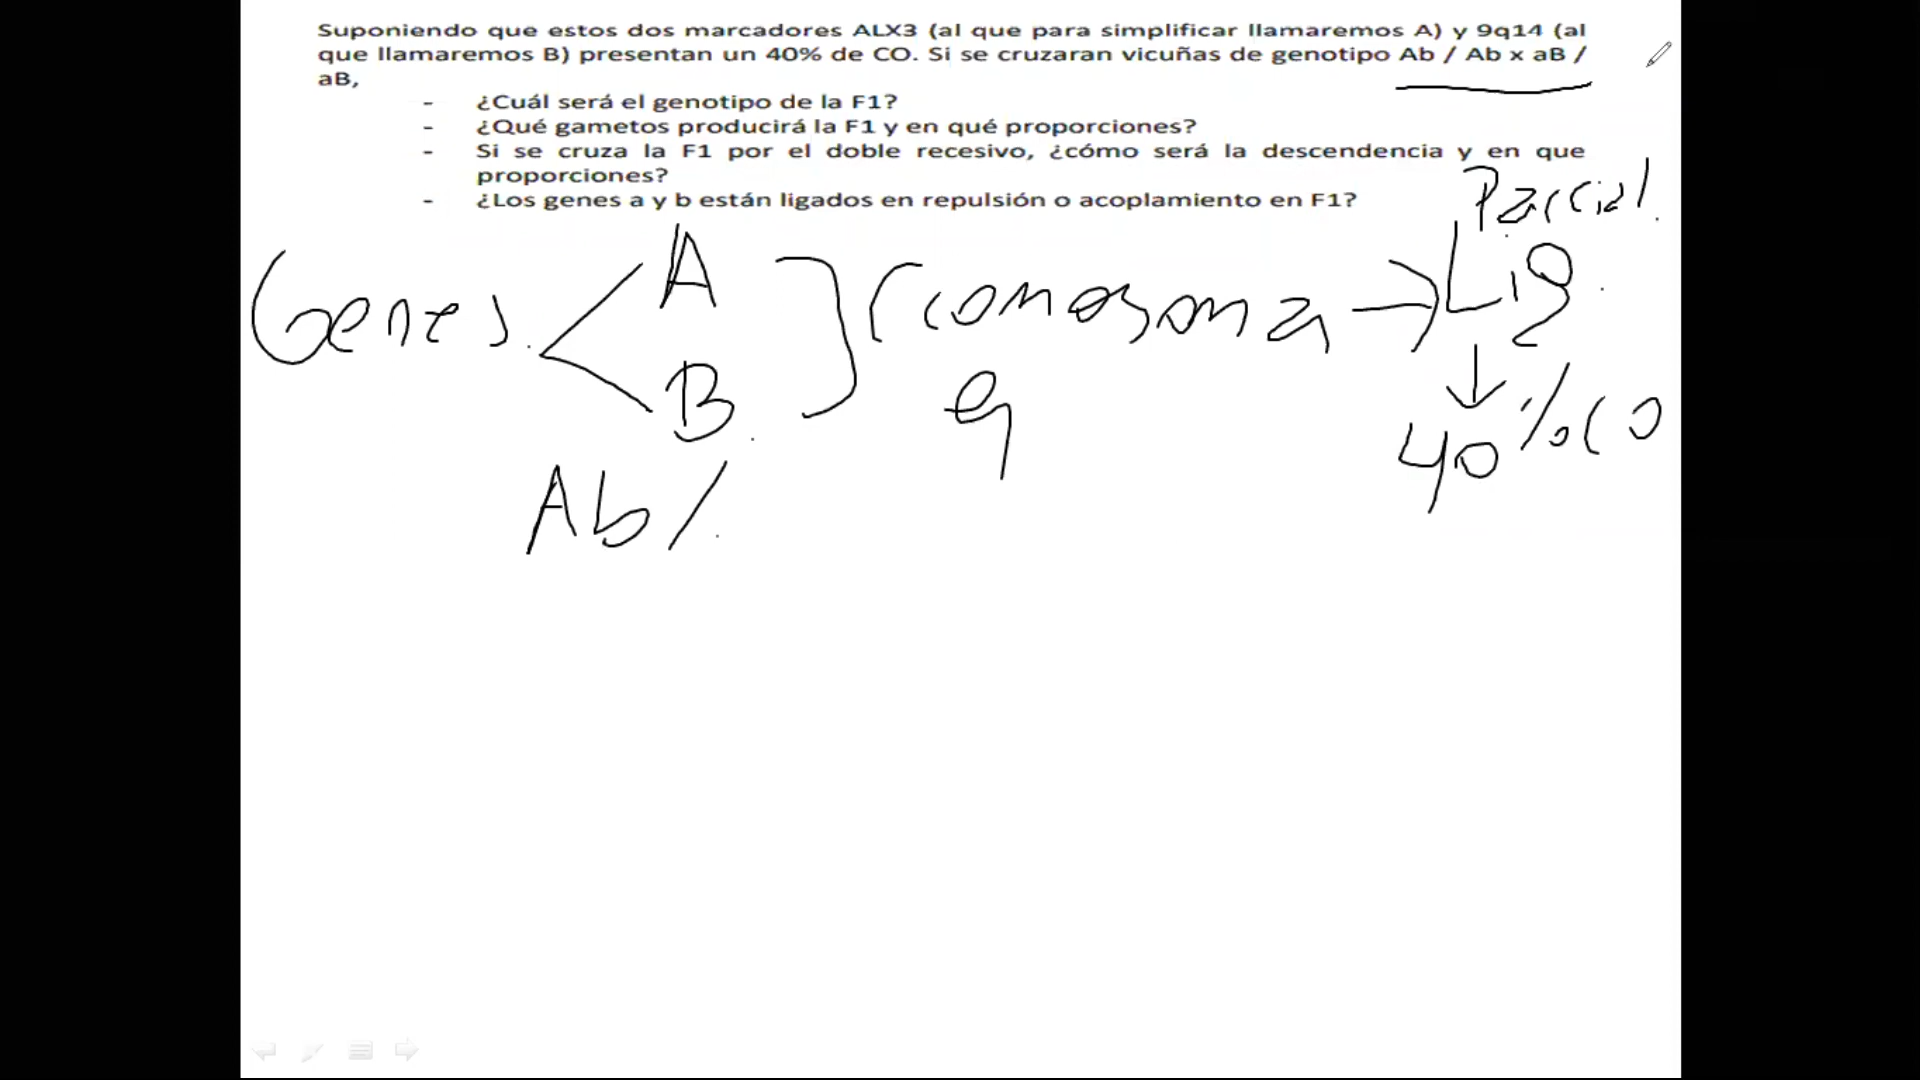 Suponiendo que estos dos marcadores ALX3 (al que para simplificar llamaremos A) y 9q14 (al
que llamaremos B) presentan un 40% de CO. Si se cruzaran vicuñas de genotipo Ab / Ab x aB /
aB,
- ¿Cuál será el genotipo de la F1?
- ¿Qué gametos producirá la F1 y en qué proporciones?
- Si se cruza la F1 por el doble recesivo, ¿cómo será la descendencia y en que
proporciones?
- ¿Los genes a y b están ligados en repulsión o acoplamiento en F1?
Parcial
A
Genes Cromosoma → Lig
B 9 40%CO
Ab /